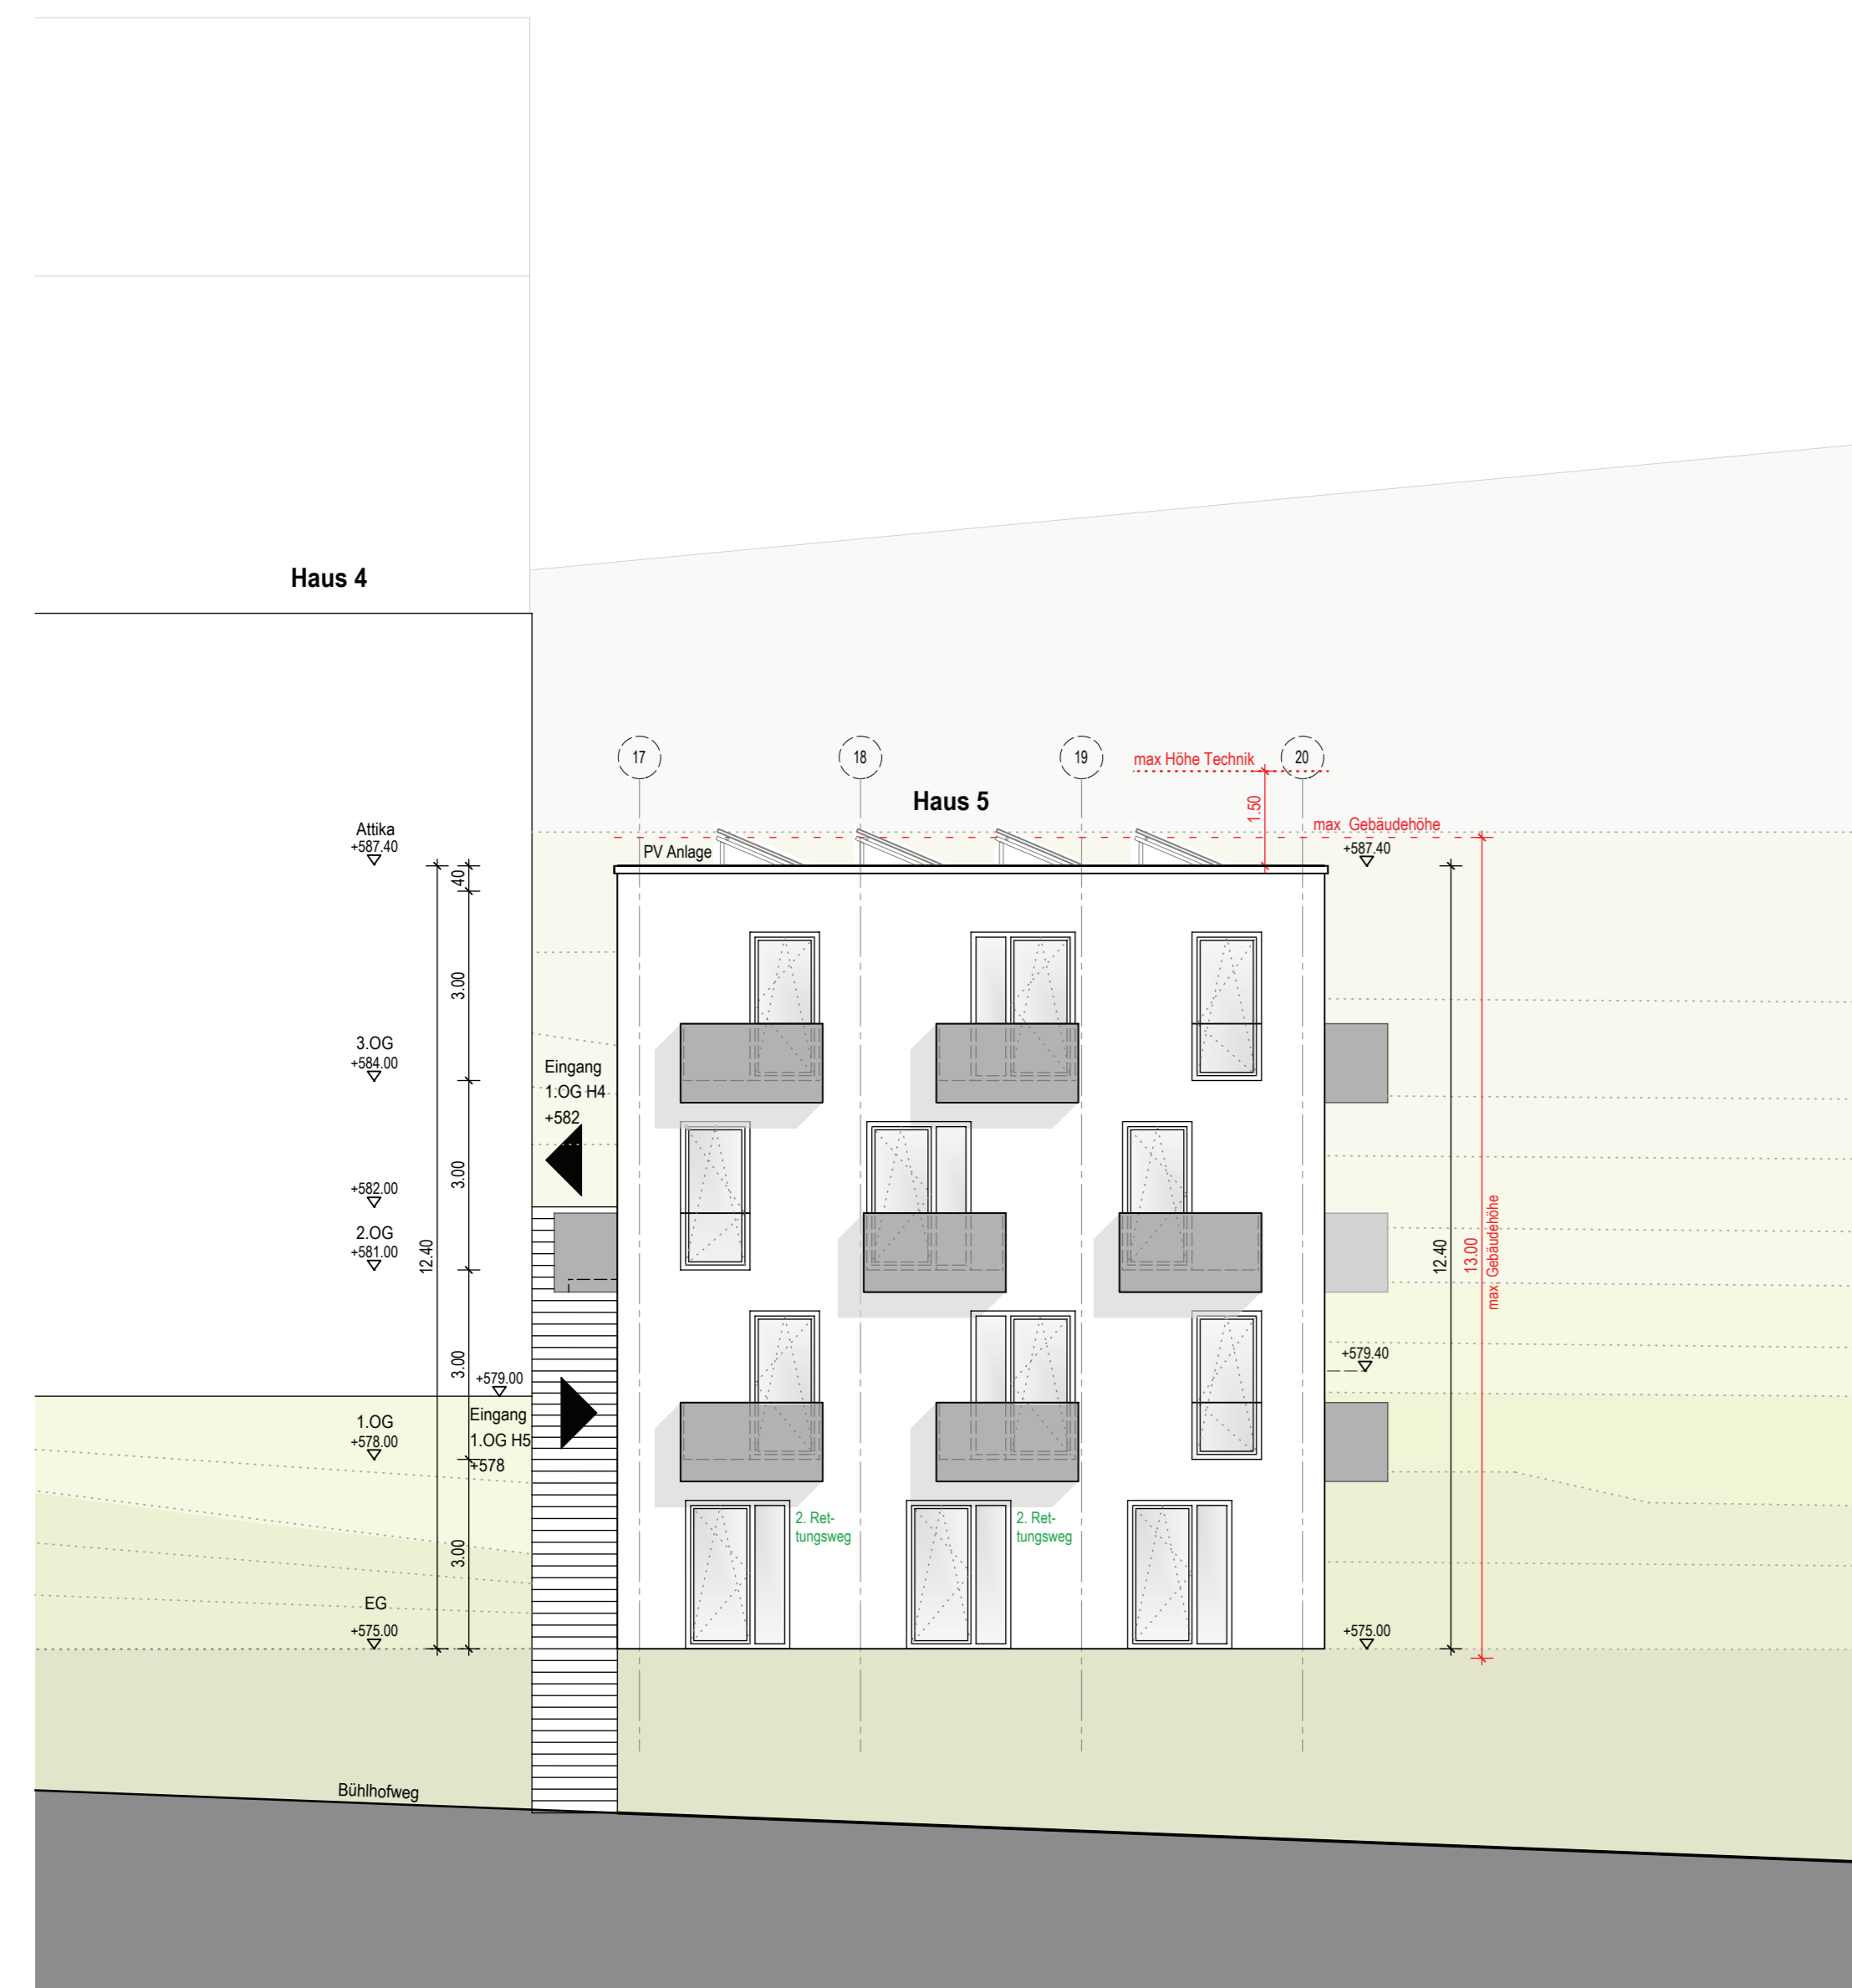 Haus 4
17
18
19
20
max Höhe Technik
Haus 5
1.50
max Gebäudehöhe
Attika
+587.40
PV Anlage
+587.40
40
3.00
3.OG
+584.00
Eingang
1.OG H4
+582
3.00
+582.00
2.OG
+581.00
12.40
12.40
13.00
max Gebäudehöhe
3.00
+579.00
+579.40
Eingang
1.OG H5
+578
1.OG
+578.00
2. Ret-
tungsweg
2. Ret-
tungsweg
3.00
EG
+575.00
+575.00
Bühlhofweg